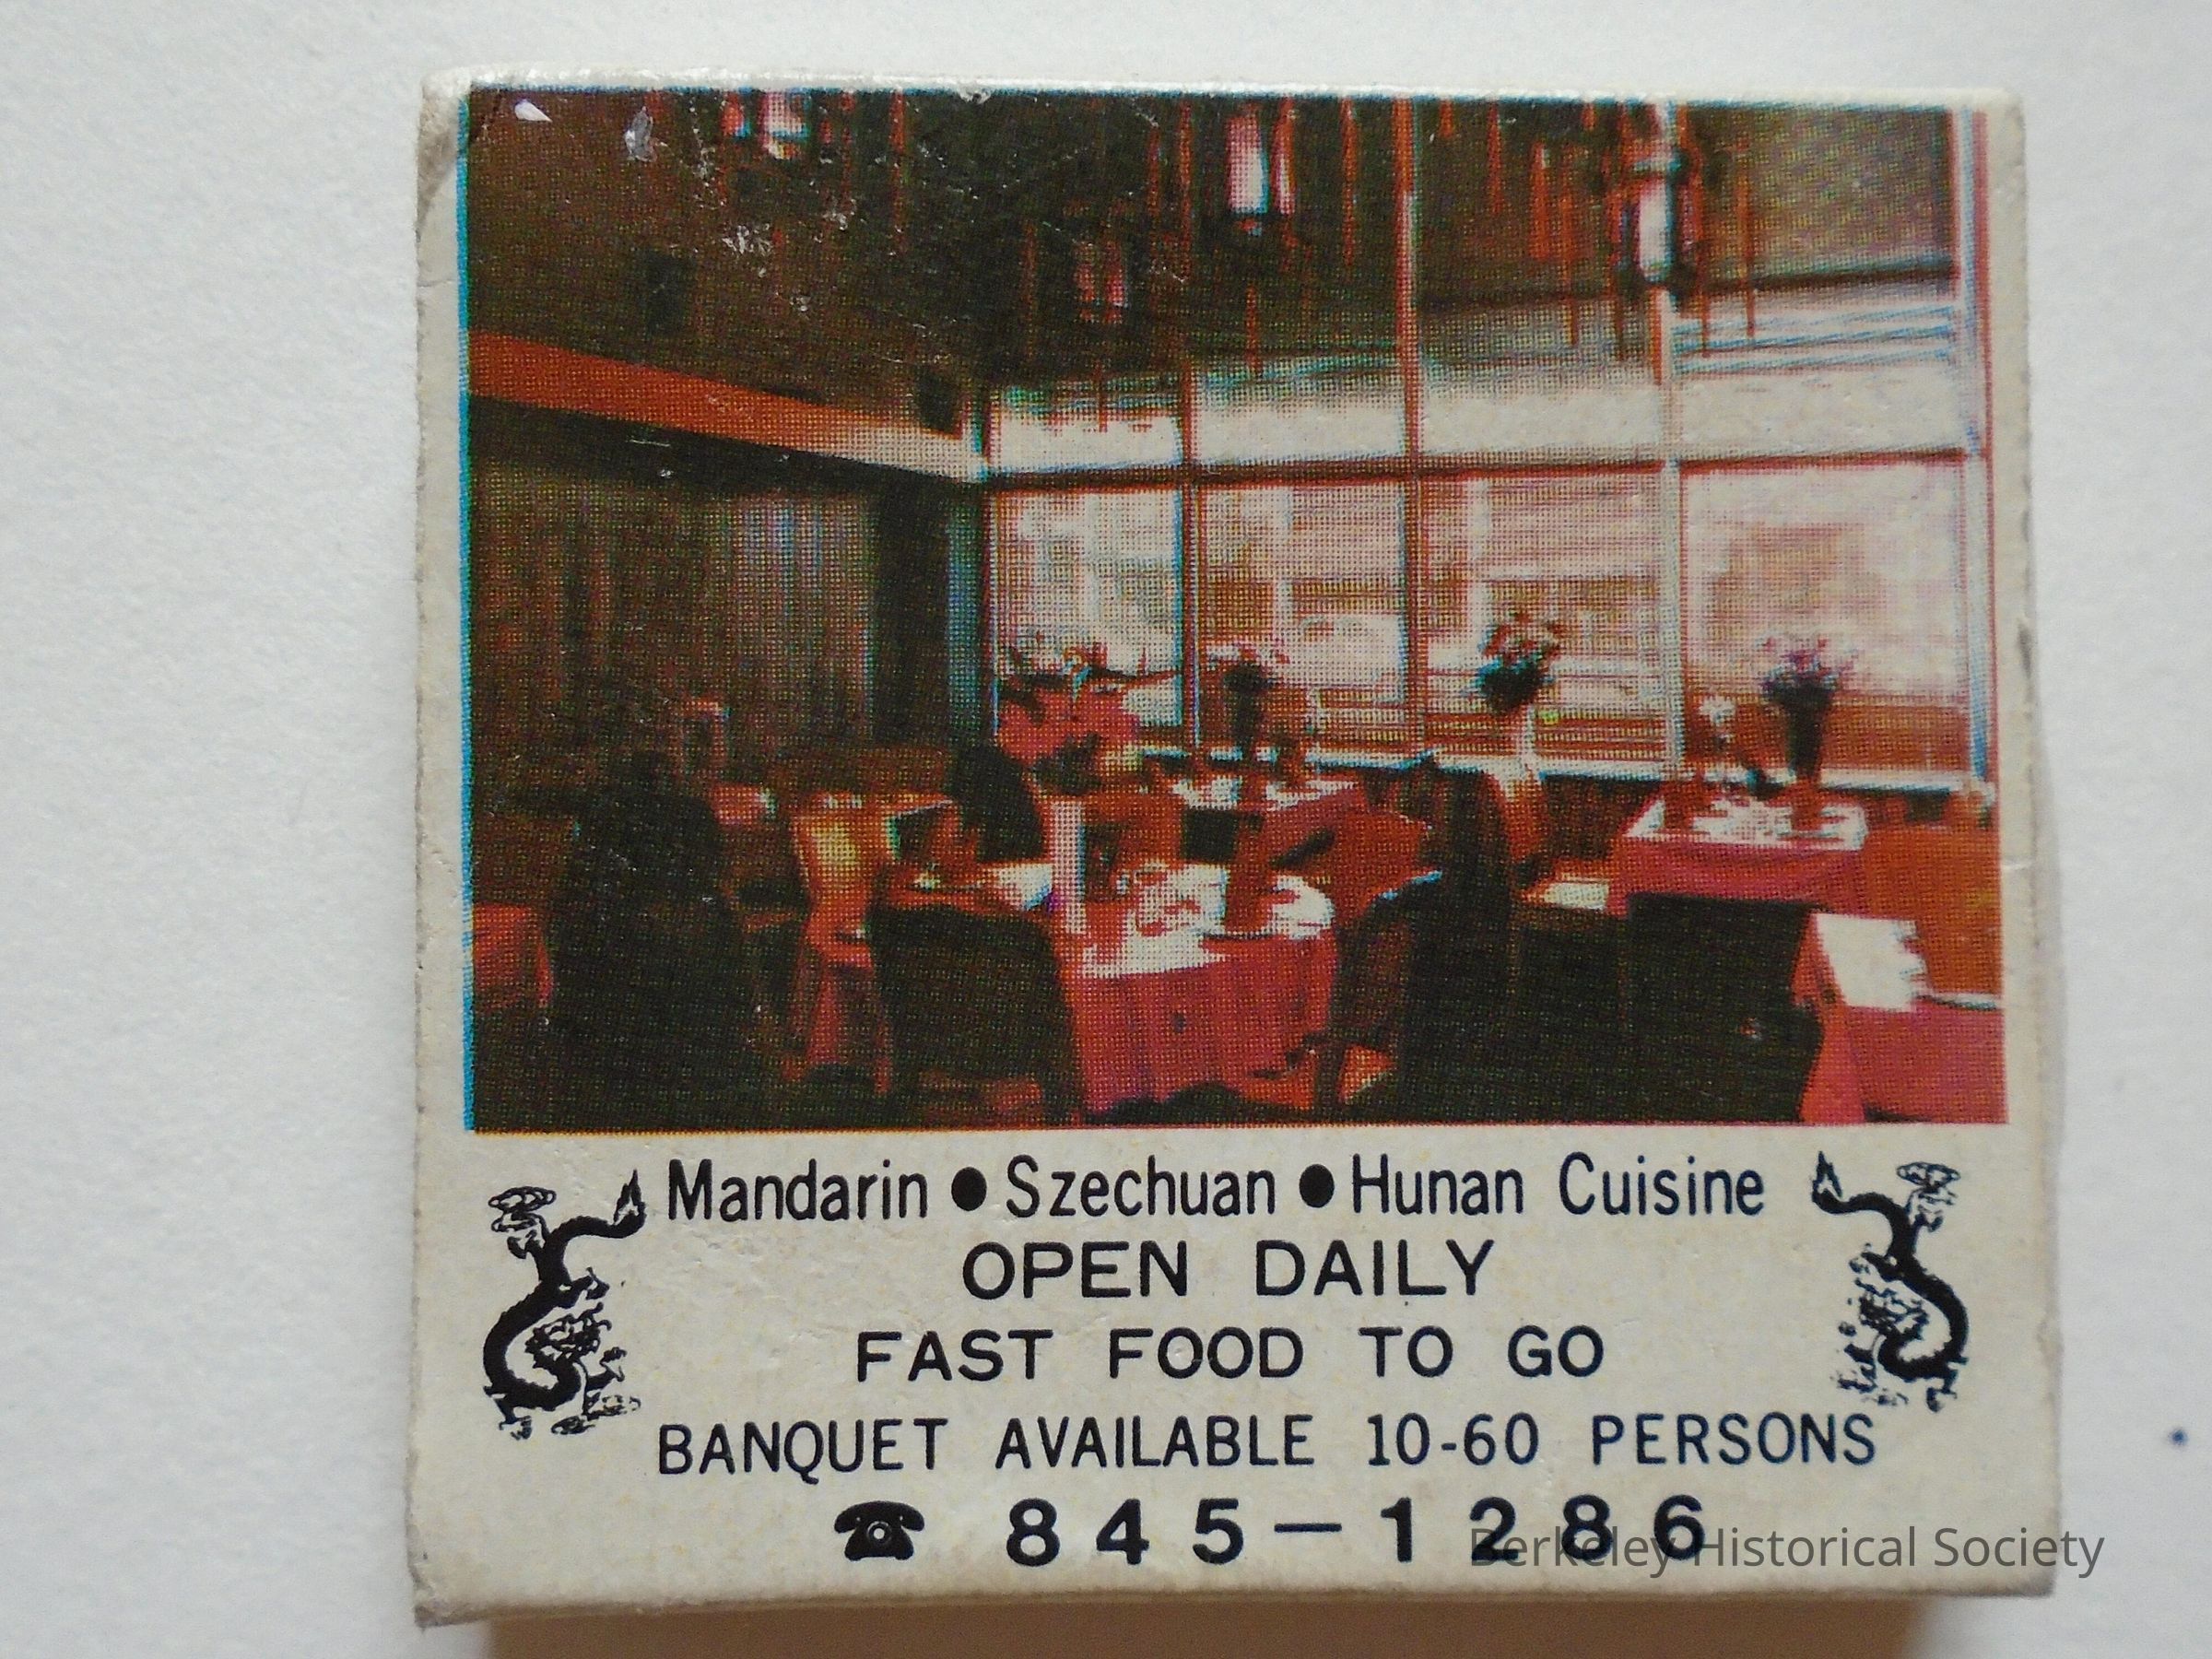 Mandarin ● Szechuan ● Hunan Cuisine
OPEN DAILY
FAST FOOD TO GO
BANQUET AVAILABLE 10-60 PERSONS
☎ 845-1286
Berkeley Historical Society